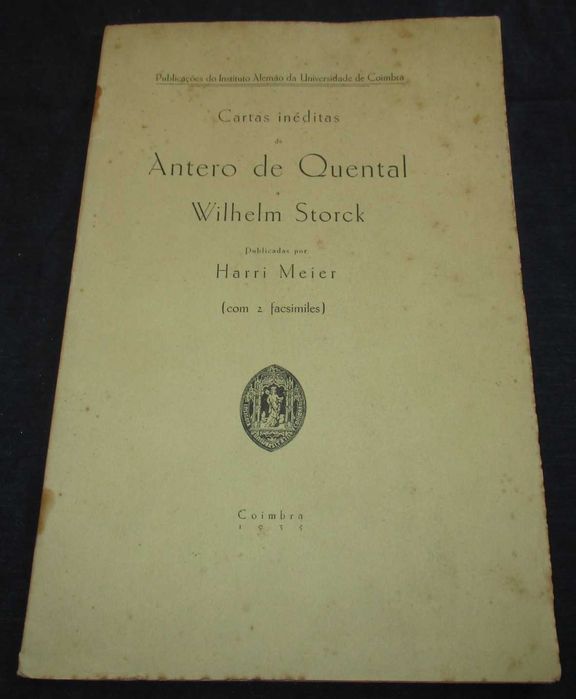 Publicações do Instituto Alemão da Universidade de Coimbra
Cartas inéditas
de
Antero de Quental
a
Wilhelm Storck
Publicadas por
Harri Meier
(com 2 facsimiles)
Coimbra
1935